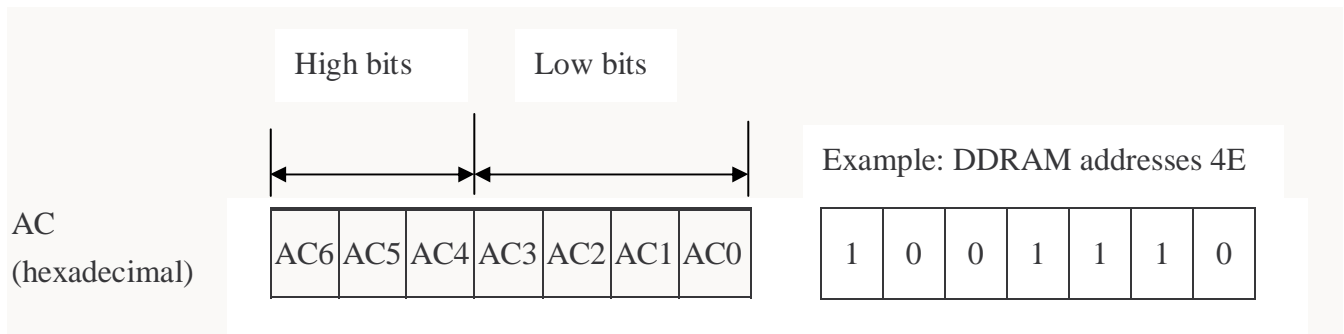 High bits Low bits
Example: DDRAM addresses 4E
AC
(hexadecimal)
AC6 AC5 AC4 AC3 AC2 AC1 AC0 1 0 0 1 1 1 0